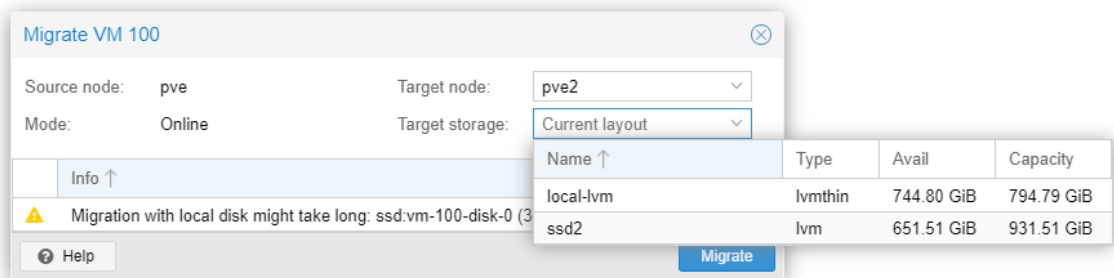 Migrate VM 100
Source node: pve Target node: pve2
Mode: Online Target storage: Current layout
Name Type Avail Capacity
Info
local-lvm lvmthin 744.80 GiB 794.79 GiB
Migration with local disk might take long: ssd:vm-100-disk-0 (3
ssd2 lvm 651.51 GiB 931.51 GiB
Help Migrate